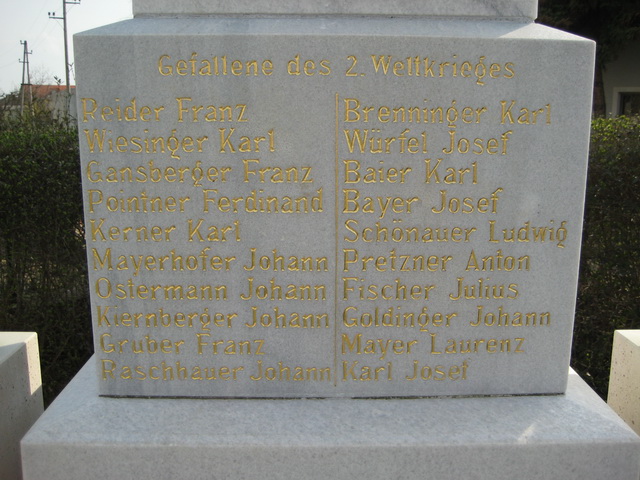 Gefallene des 2. Weltkrieges
Reider Franz
Wiesinger Karl
Gansberger Franz
Pointner Ferdinand
Kerner Karl
Mayerhofer Johann
Ostermann Johann
Kiernberger Johann
Gruber Franz
Raschbauer Johann
Brenninger Karl
Würfel Josef
Baier Karl
Bayer Josef
Schönauer Ludwig
Pretzner Anton
Fischer Julius
Goldinger Johann
Mayer Laurenz
Karl Josef